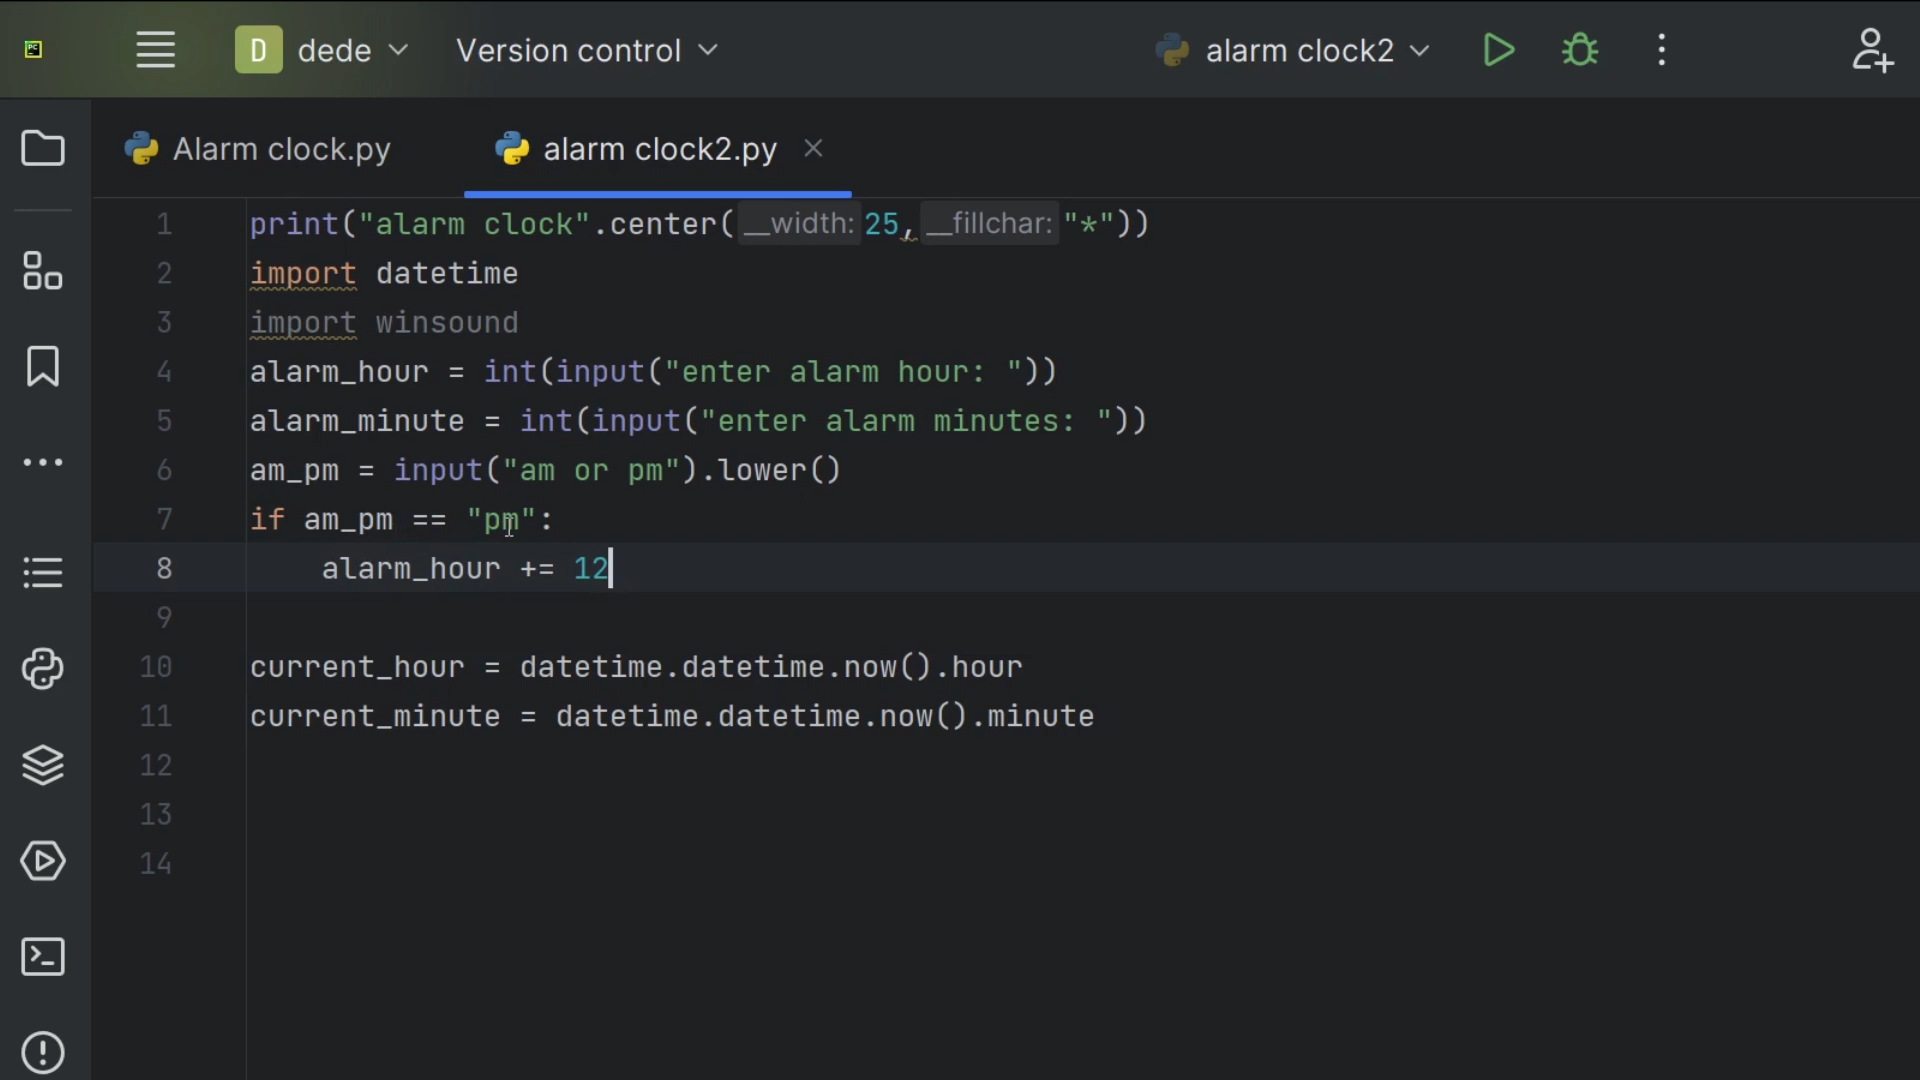 PC D dede Version control alarm clock2
Alarm clock.py alarm clock2.py
1 print("alarm clock".center(__width: 25, __fillchar: "*"))
2 import datetime
3 import winsound
4 alarm_hour = int(input("enter alarm hour: "))
5 alarm_minute = int(input("enter alarm minutes: "))
6 am_pm = input("am or pm").lower()
7 if am_pm == "pm":
8     alarm_hour += 12
9
10 current_hour = datetime.datetime.now().hour
11 current_minute = datetime.datetime.now().minute
12
13
14